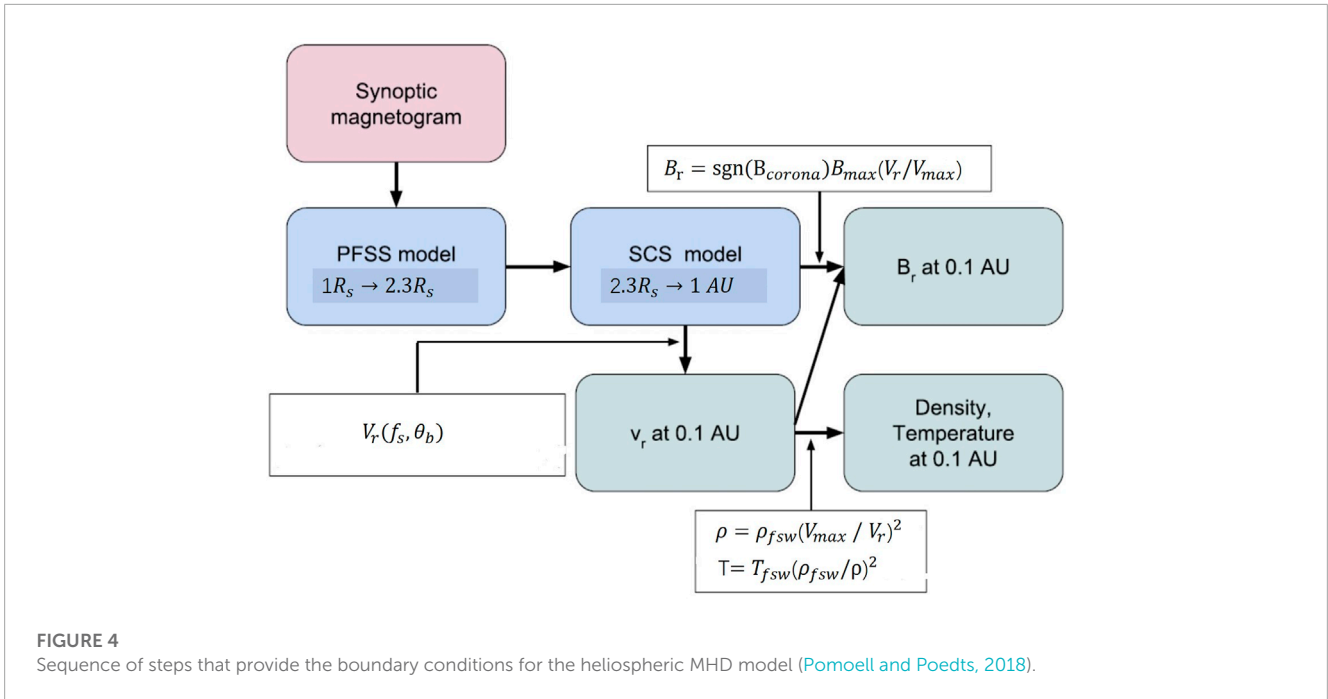 Synoptic
magnetogram
B_r = sgn(B_corona)B_max(V_r/V_max)
PFSS model
1R_s → 2.3R_s
SCS model
2.3R_s → 1 AU
B_r at 0.1 AU
V_r(f_s, θ_b)
v_r at 0.1 AU
Density,
Temperature
at 0.1 AU
ρ = ρ_fsw(V_max / V_r)²
T= T_fsw(ρ_fsw/ρ)²
FIGURE 4
Sequence of steps that provide the boundary conditions for the heliospheric MHD model (Pomoell and Poedts, 2018).